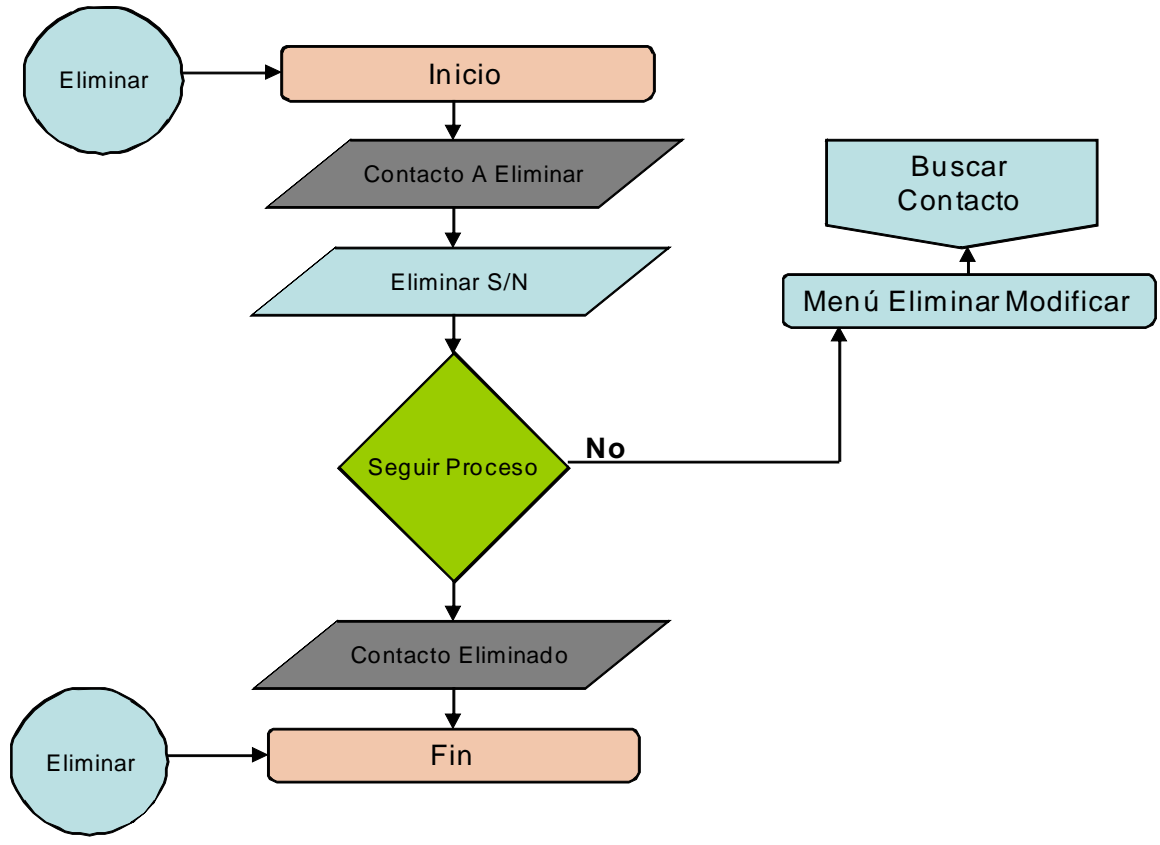 Eliminar
Inicio
Contacto A Eliminar
Buscar
Contacto
Eliminar S/N
Menú Eliminar Modificar
No
Seguir Proceso
Contacto Eliminado
Fin
Eliminar